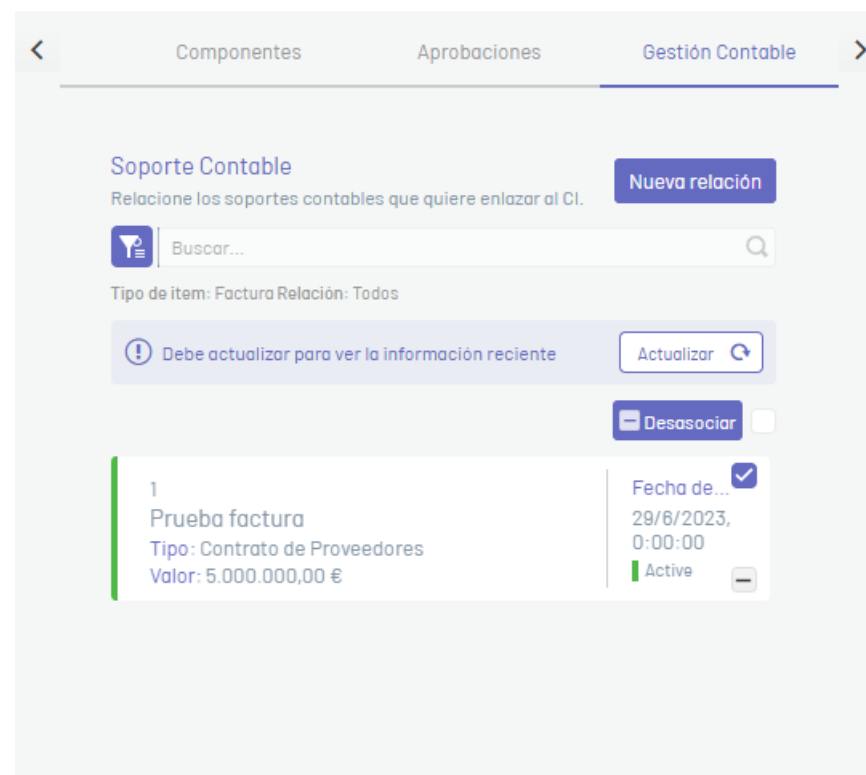 Componentes Aprobaciones Gestión Contable
Soporte Contable
Nueva relación
Relacione los soportes contables que quiere enlazar al CI.
Buscar...
Tipo de item: Factura Relación: Todos
Debe actualizar para ver la información reciente
Actualizar
Desasociar
1
Prueba factura
Tipo: Contrato de Proveedores
Valor: 5.000.000,00 €
Fecha de...
29/6/2023,
0:00:00
Active